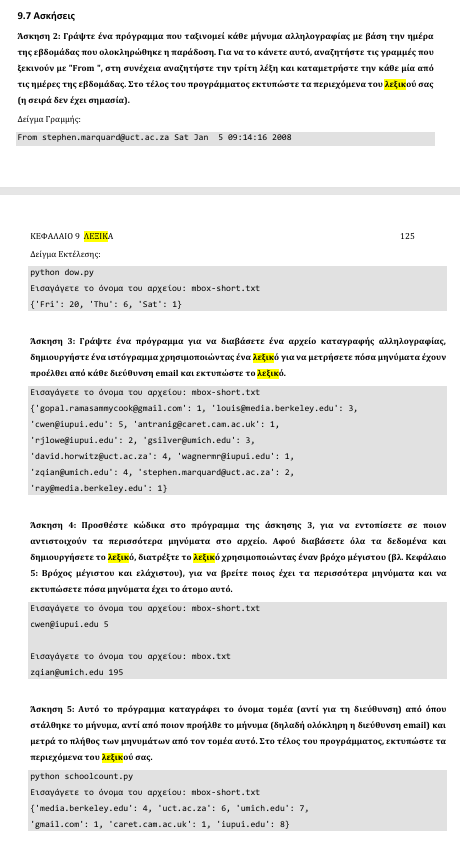 9.7 Ασκήσεις
Άσκηση 2: Γράψτε ένα πρόγραμμα που ταξινομεί κάθε μήνυμα αλληλογραφίας με βάση την ημέρα
της εβδομάδας που ολοκληρώθηκε η παράδοση. Για να το κάνετε αυτό, αναζητήστε τις γραμμές που
ξεκινούν με "From ", στη συνέχεια αναζητήστε την τρίτη λέξη και καταμετρήστε την κάθε μία από
τις ημέρες της εβδομάδας. Στο τέλος του προγράμματος εκτυπώστε τα περιεχόμενα του λεξικού σας
(η σειρά δεν έχει σημασία).
Δείγμα Γραμμής:
From stephen.marquard@uct.ac.za Sat Jan  5 09:14:16 2008
ΚΕΦΑΛΑΙΟ 9 ΛΕΞΙΚΑ 125
Δείγμα Εκτέλεσης:
python dow.py
Εισαγάγετε το όνομα του αρχείου: mbox-short.txt
{'Fri': 20, 'Thu': 6, 'Sat': 1}
Άσκηση 3: Γράψτε ένα πρόγραμμα για να διαβάσετε ένα αρχείο καταγραφής αλληλογραφίας,
δημιουργήστε ένα ιστόγραμμα χρησιμοποιώντας ένα λεξικό για να μετρήσετε πόσα μηνύματα έχουν
προέλθει από κάθε διεύθυνση email και εκτυπώστε το λεξικό.
Εισαγάγετε το όνομα του αρχείου: mbox-short.txt
{'gopal.ramasammycook@gmail.com': 1, 'louis@media.berkeley.edu': 3,
'cwen@iupui.edu': 5, 'antranig@caret.cam.ac.uk': 1,
'rjlowe@iupui.edu': 2, 'gsilver@umich.edu': 3,
'david.horwitz@uct.ac.za': 4, 'wagnermr@iupui.edu': 1,
'zqian@umich.edu': 4, 'stephen.marquard@uct.ac.za': 2,
'ray@media.berkeley.edu': 1}
Άσκηση 4: Προσθέστε κώδικα στο πρόγραμμα της άσκησης 3, για να εντοπίσετε σε ποιον
αντιστοιχούν τα περισσότερα μηνύματα στο αρχείο. Αφού διαβάσετε όλα τα δεδομένα και
δημιουργήσετε το λεξικό, διατρέξτε το λεξικό χρησιμοποιώντας έναν βρόχο μέγιστου (βλ. Κεφάλαιο
5: Βρόχος μέγιστου και ελάχιστου), για να βρείτε ποιος έχει τα περισσότερα μηνύματα και να
εκτυπώσετε πόσα μηνύματα έχει το άτομο αυτό.
Εισαγάγετε το όνομα του αρχείου: mbox-short.txt
cwen@iupui.edu 5
Εισαγάγετε το όνομα του αρχείου: mbox.txt
zqian@umich.edu 195
Άσκηση 5: Αυτό το πρόγραμμα καταγράφει το όνομα τομέα (αντί για τη διεύθυνση) από όπου
στάλθηκε το μήνυμα, αντί από ποιον προήλθε το μήνυμα (δηλαδή ολόκληρη η διεύθυνση email) και
μετρά το πλήθος των μηνυμάτων από τον τομέα αυτό. Στο τέλος του προγράμματος, εκτυπώστε τα
περιεχόμενα του λεξικού σας.
python schoolcount.py
Εισαγάγετε το όνομα του αρχείου: mbox-short.txt
{'media.berkeley.edu': 4, 'uct.ac.za': 6, 'umich.edu': 7,
'gmail.com': 1, 'caret.cam.ac.uk': 1, 'iupui.edu': 8}